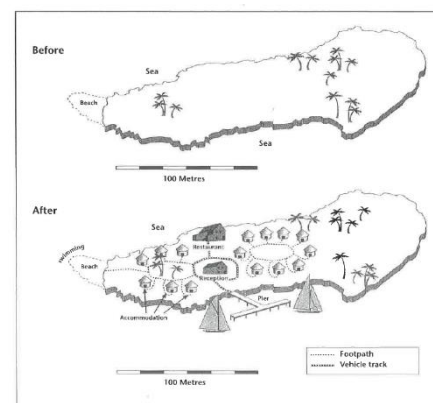 Before
Sea
Beach
Sea
100 Metres
After
Sea
Restaurant
swimming
Beach
Reception
Pier
Accommodation
Footpath
Vehicle track
100 Metres